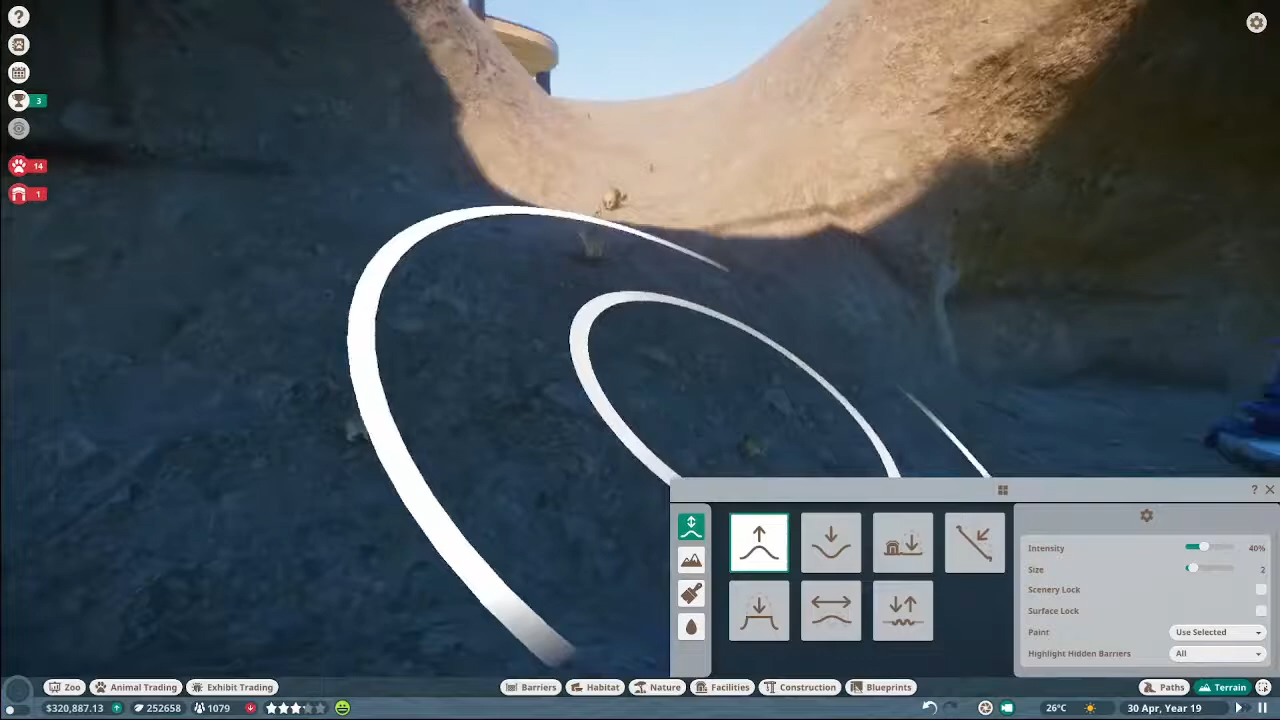 ?
3
14
1
? ×
Intensity 40%
Size 2
Scenery Lock
Surface Lock
Paint Use Selected
Highlight Hidden Barriers All
Zoo Animal Trading Exhibit Trading Barriers Habitat Nature Facilities Construction Blueprints Paths Terrain
$320,887.13 252658 1079 26°C 30 Apr, Year 19